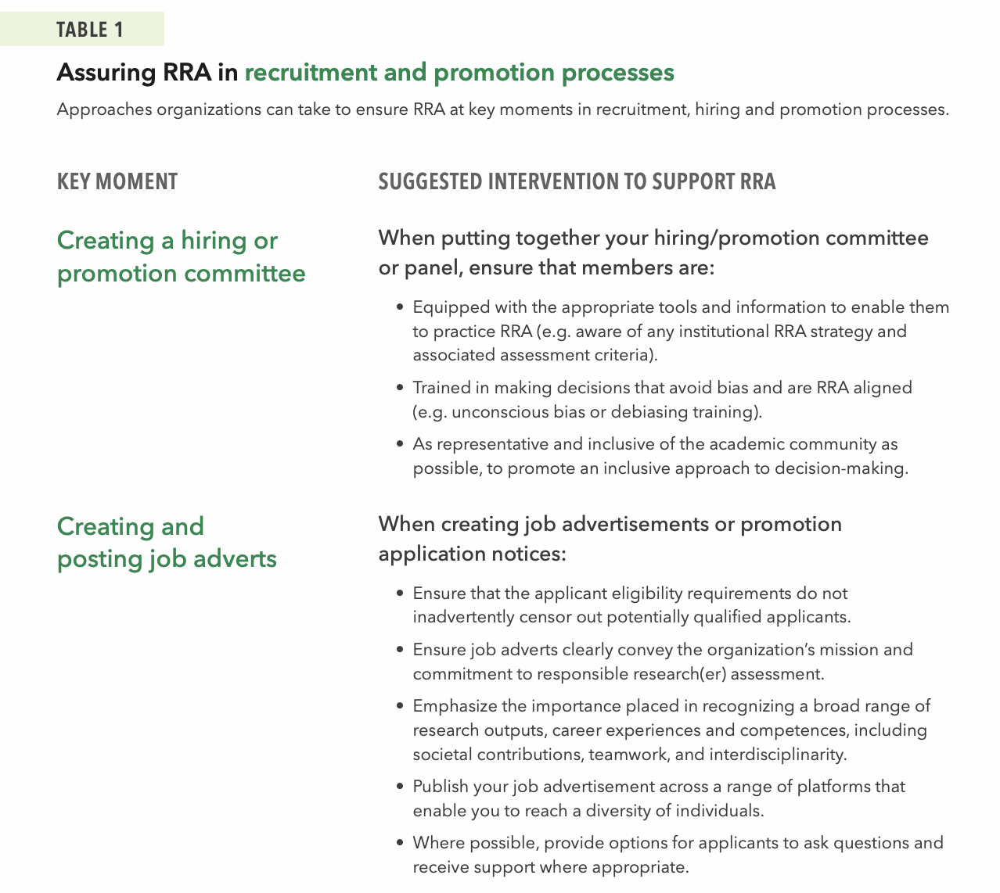 TABLE 1
Assuring RRA in recruitment and promotion processes
Approaches organizations can take to ensure RRA at key moments in recruitment, hiring and promotion processes.
KEY MOMENT
SUGGESTED INTERVENTION TO SUPPORT RRA
Creating a hiring or
promotion committee
When putting together your hiring/promotion committee
or panel, ensure that members are:
• Equipped with the appropriate tools and information to enable them
to practice RRA (e.g. aware of any institutional RRA strategy and
associated assessment criteria).
• Trained in making decisions that avoid bias and are RRA aligned
(e.g. unconscious bias or debiasing training).
• As representative and inclusive of the academic community as
possible, to promote an inclusive approach to decision-making.
Creating and
posting job adverts
When creating job advertisements or promotion
application notices:
• Ensure that the applicant eligibility requirements do not
inadvertently censor out potentially qualified applicants.
• Ensure job adverts clearly convey the organization’s mission and
commitment to responsible research(er) assessment.
• Emphasize the importance placed in recognizing a broad range of
research outputs, career experiences and competences, including
societal contributions, teamwork, and interdisciplinarity.
• Publish your job advertisement across a range of platforms that
enable you to reach a diversity of individuals.
• Where possible, provide options for applicants to ask questions and
receive support where appropriate.